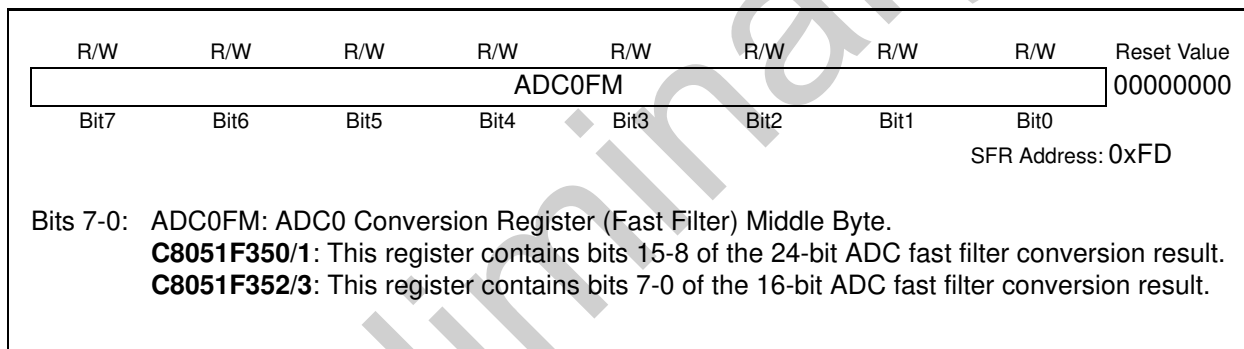 R/W R/W R/W R/W R/W R/W R/W R/W Reset Value
ADC0FM 00000000
Bit7 Bit6 Bit5 Bit4 Bit3 Bit2 Bit1 Bit0
SFR Address: 0xFD
Bits 7-0: ADC0FM: ADC0 Conversion Register (Fast Filter) Middle Byte.
C8051F350/1: This register contains bits 15-8 of the 24-bit ADC fast filter conversion result.
C8051F352/3: This register contains bits 7-0 of the 16-bit ADC fast filter conversion result.